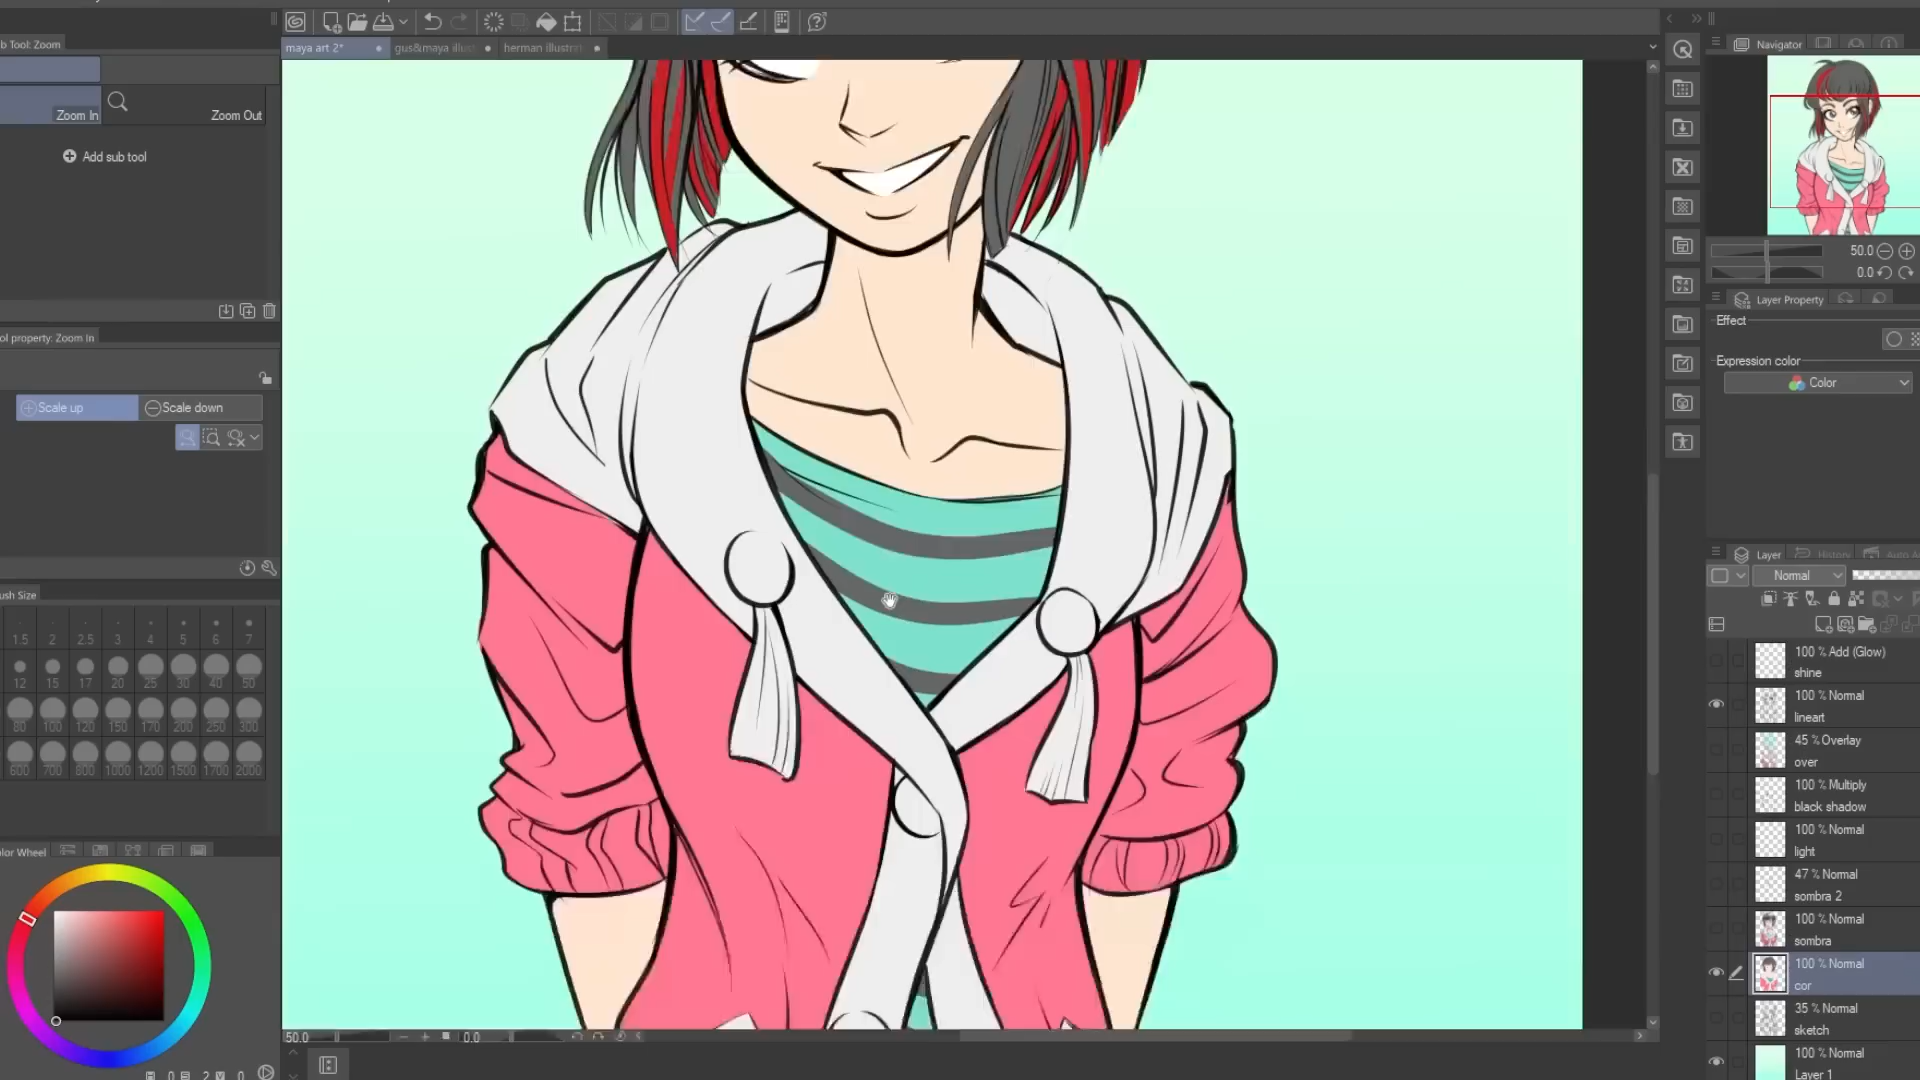 b Tool: Zoom
Zoom In
Zoom Out
Add sub tool
ol property: Zoom In
Scale up
Scale down
ush Size
1.5 2 2.5 3 4 5 6 7
12 15 17 20 25 30 40 50
80 100 120 150 170 200 250 300
600 700 800 1000 1200 1500 1700 2000
olor Wheel
maya art 2*
gus&maya illus
herman illustra
50.0
0.0
Navigator
50.0
0.0
Layer Property
Effect
Expression color
Color
Layer
History
Auto A
Normal
100 % Add (Glow)
shine
100 % Normal
lineart
45 % Overlay
over
100 % Multiply
black shadow
100 % Normal
light
47 % Normal
sombra 2
100 % Normal
sombra
100 % Normal
cor
35 % Normal
sketch
100 % Normal
Layer 1